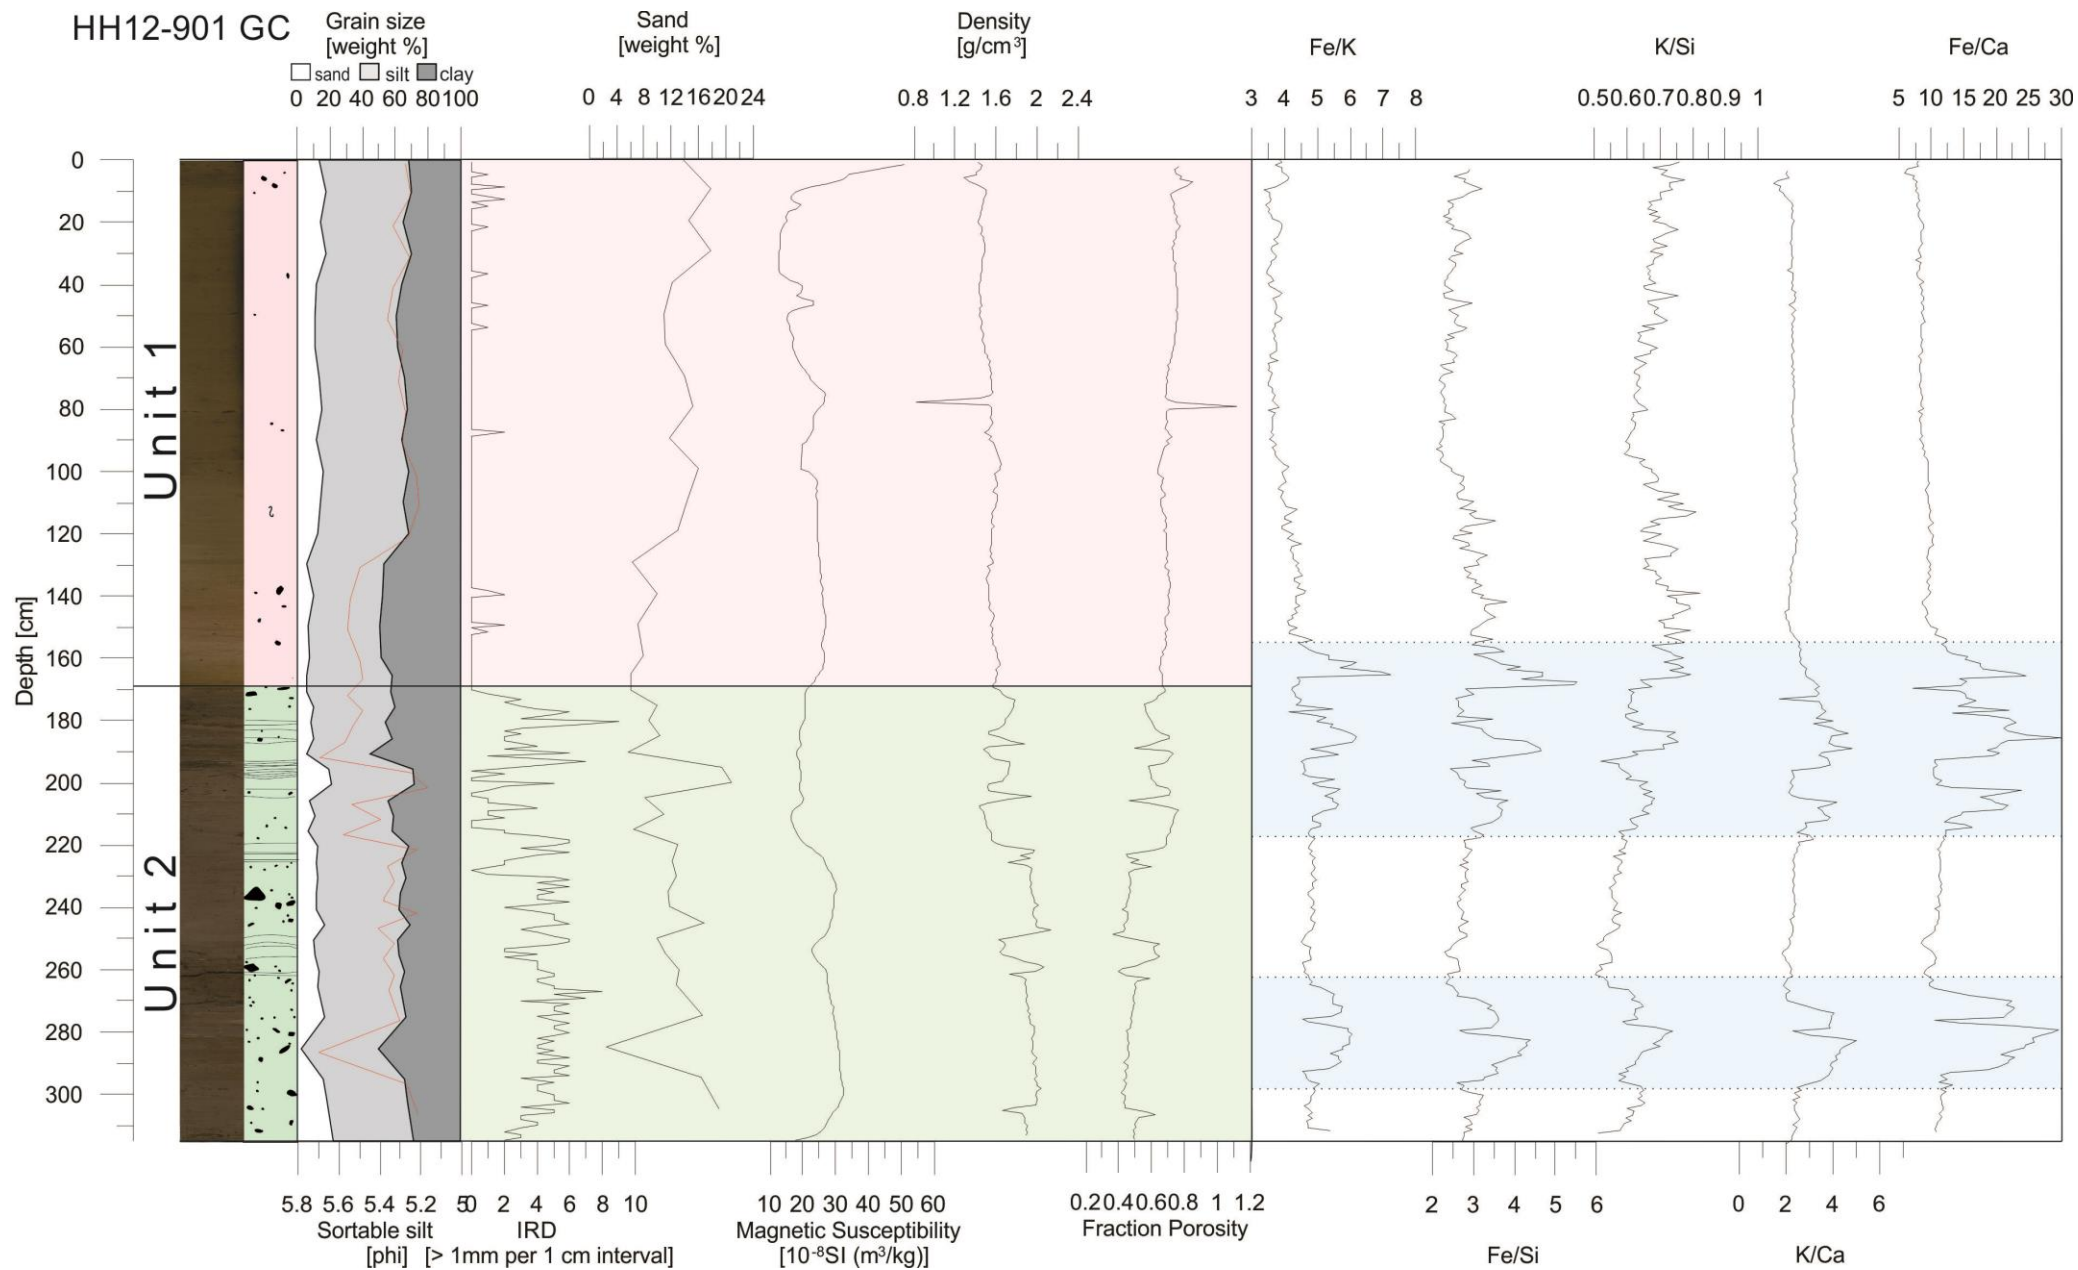 HH12-901 GC
Grain size
[weight %]
sand silt clay
0 20 40 60 80 100
Sand
[weight %]
0 4 8 12 16 20 24
Density
[g/cm³]
0.8 1.2 1.6 2 2.4
Fe/K
3 4 5 6 7 8
K/Si
0.5 0.6 0.7 0.8 0.9 1
Fe/Ca
5 10 15 20 25 30
Depth [cm]
0
20
40
60
80
100
120
140
160
180
200
220
240
260
280
300
Unit 1
Unit 2
5.8 5.6 5.4 5.2 5
Sortable silt
[phi]
0 2 4 6 8 10
IRD
[> 1mm per 1 cm interval]
10 20 30 40 50 60
Magnetic Susceptibility
[10⁻⁸SI (m³/kg)]
0.20 0.40 0.60 0.8 1 1.2
Fraction Porosity
2 3 4 5 6
Fe/Si
0 2 4 6
K/Ca